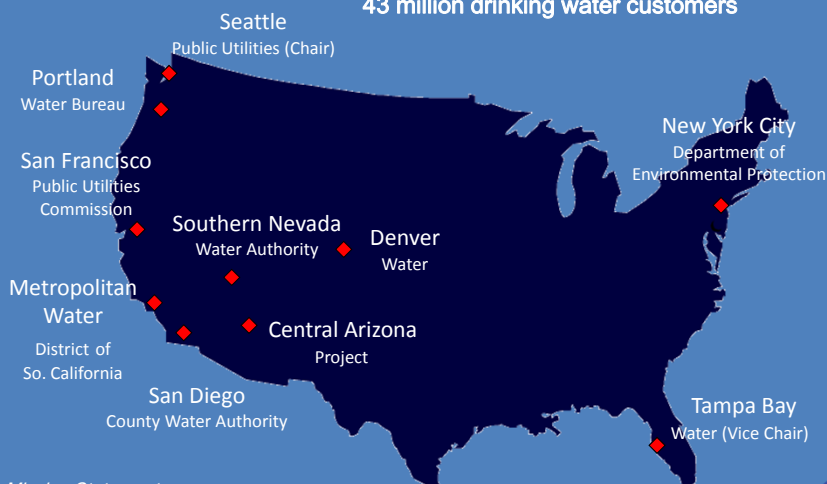 43 million drinking water customers
Seattle
Public Utilities (Chair)
Portland
Water Bureau
San Francisco
Public Utilities
Commission
New York City
Department of
Environmental Protection
Southern Nevada
Water Authority
Denver
Water
Metropolitan
Water
District of
So. California
Central Arizona
Project
San Diego
County Water Authority
Tampa Bay
Water (Vice Chair)